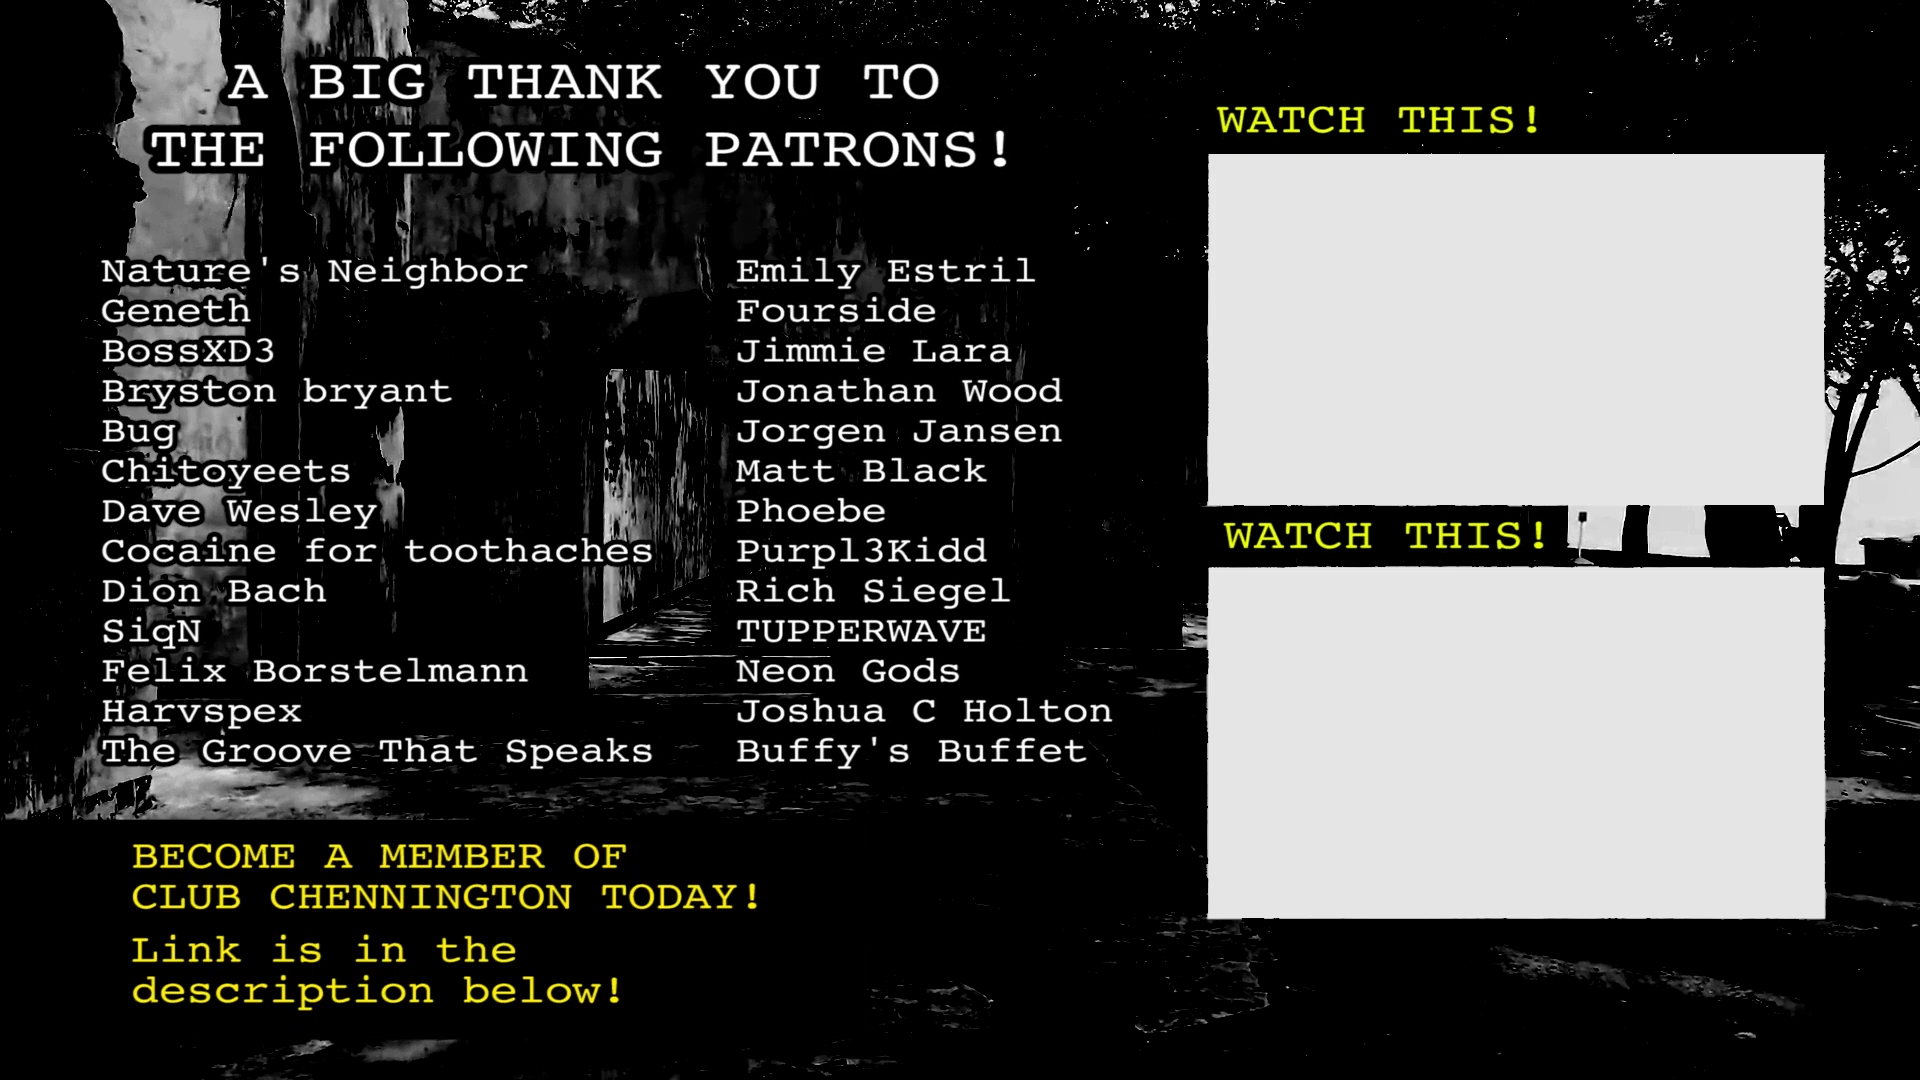 A BIG THANK YOU TO
THE FOLLOWING PATRONS!
Nature's Neighbor
Geneth
BossXD3
Bryston bryant
Bug
Chitoyeets
Dave Wesley
Cocaine for toothaches
Dion Bach
SiqN
Felix Borstelmann
Harvspex
The Groove That Speaks
Emily Estril
Fourside
Jimmie Lara
Jonathan Wood
Jorgen Jansen
Matt Black
Phoebe
Purpl3Kidd
Rich Siegel
TUPPERWAVE
Neon Gods
Joshua C Holton
Buffy's Buffet
BECOME A MEMBER OF
CLUB CHENNINGTON TODAY!
Link is in the
description below!
WATCH THIS!
WATCH THIS!